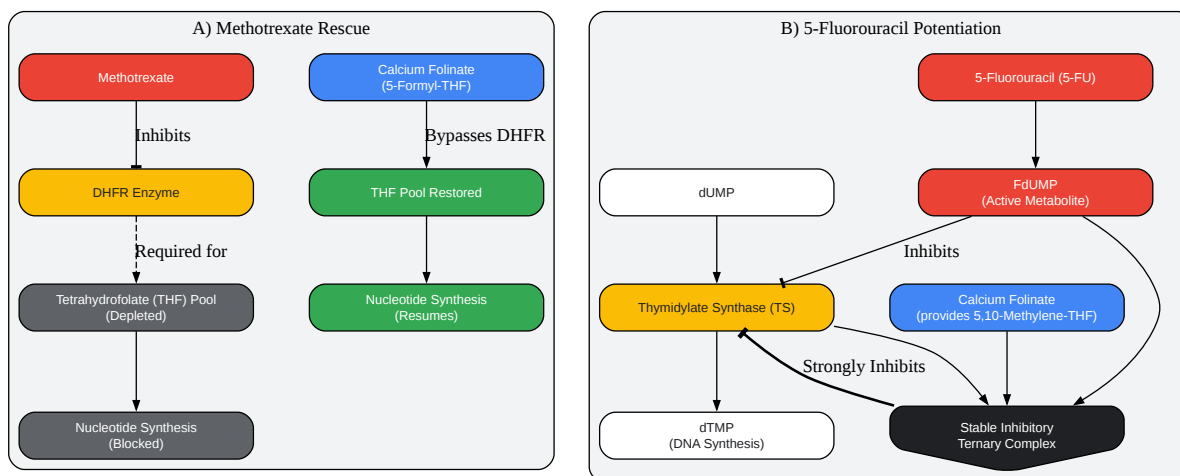 A) Methotrexate Rescue
Methotrexate
Calcium Folinate
(5-Formyl-THF)
Inhibits
Bypasses DHFR
DHFR Enzyme
THF Pool Restored
Required for
Tetrahydrofolate (THF) Pool
(Depleted)
Nucleotide Synthesis
(Resumes)
Nucleotide Synthesis
(Blocked)
B) 5-Fluorouracil Potentiation
5-Fluorouracil (5-FU)
dUMP
FdUMP
(Active Metabolite)
Inhibits
Thymidylate Synthase (TS)
Calcium Folinate
(provides 5,10-Methylene-THF)
Strongly Inhibits
dTMP
(DNA Synthesis)
Stable Inhibitory
Ternary Complex